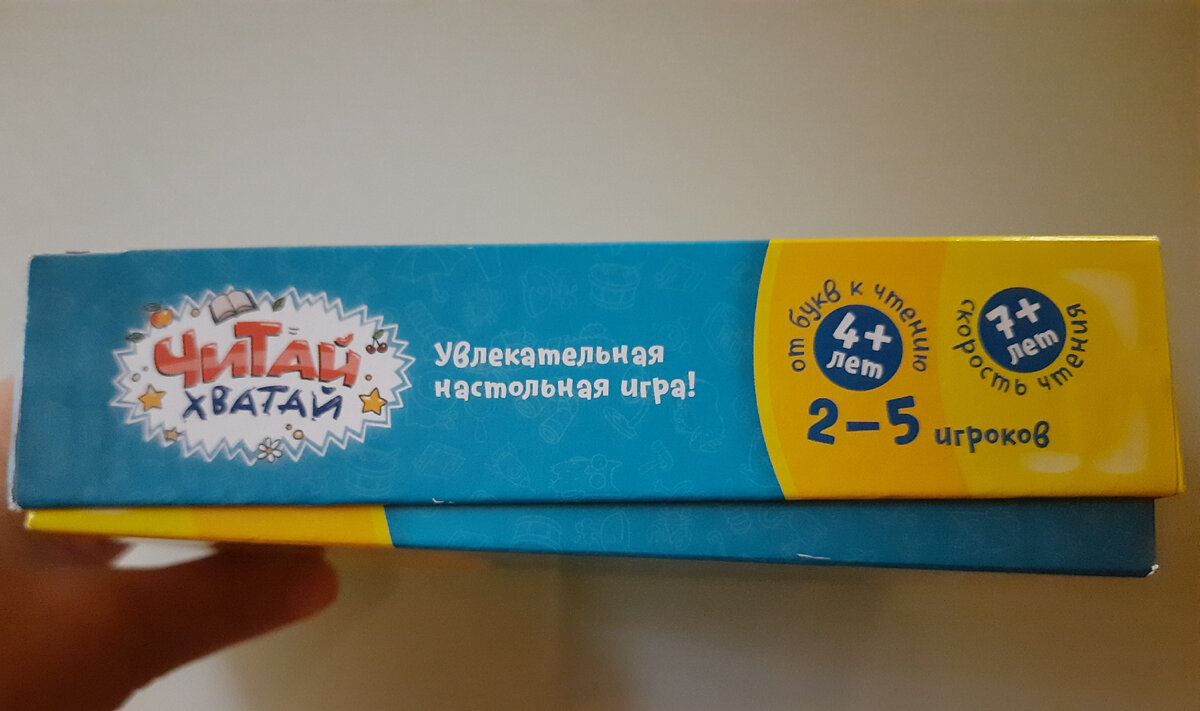 ЧИТАЙ
ХВАТАЙ
Увлекательная
настольная игра!
от букв к чтению
4+
лет
скорость чтения
7+
лет
2–5 игроков